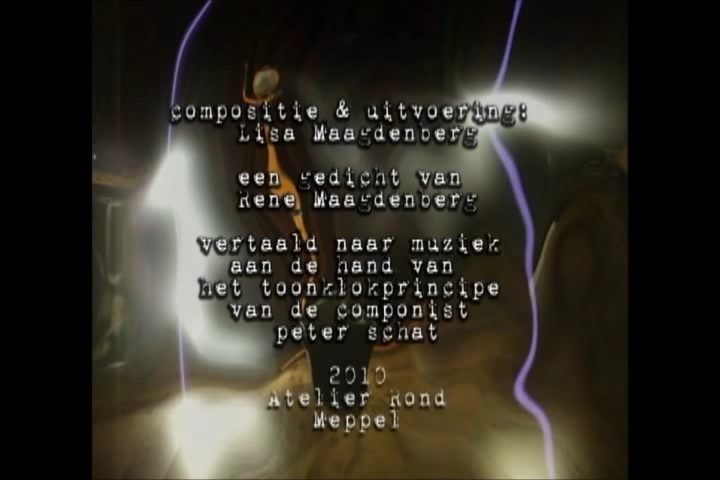 compositie & uitvoering:
Lisa Maagdenberg
een gedicht van
Rene Maagdenberg
vertaald naar muziek
aan de hand van
het toonklokprincipe
van de componist
peter schat
2010
Atelier Rond
Meppel